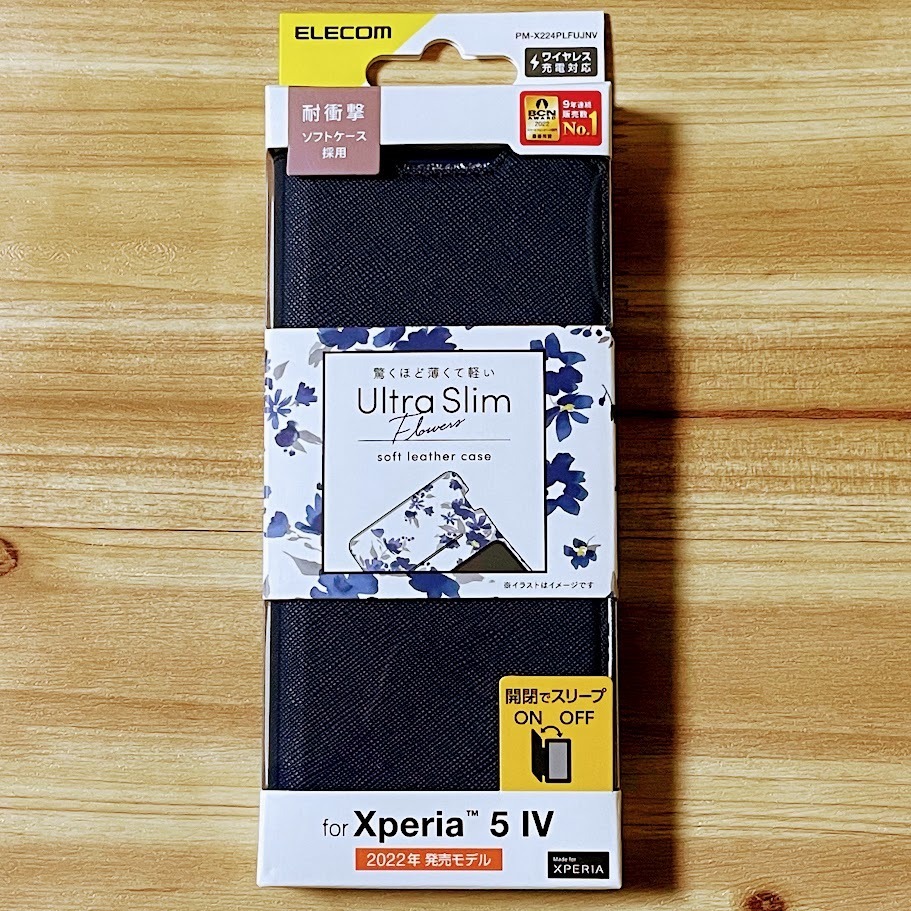 ELECOM
PM-X224PLFUJNV
ワイヤレス
充電対応
耐衝撃
ソフトケース
採用
BCN
AWARD
2022
9年連続
販売数
No.1
驚くほど薄くて軽い
Ultra Slim
Flowers
soft leather case
※イラストはイメージです
開閉でスリープ
ON OFF
for Xperia™ 5 IV
2022年 発売モデル
Made for
XPERIA